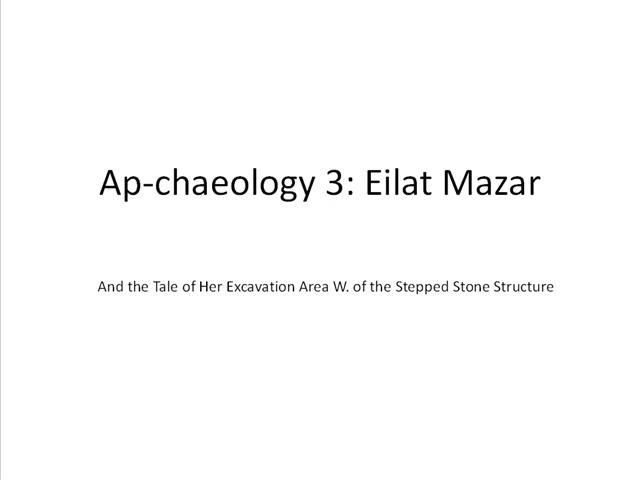 Ap-chaeology 3: Eilat Mazar
And the Tale of Her Excavation Area W. of the Stepped Stone Structure